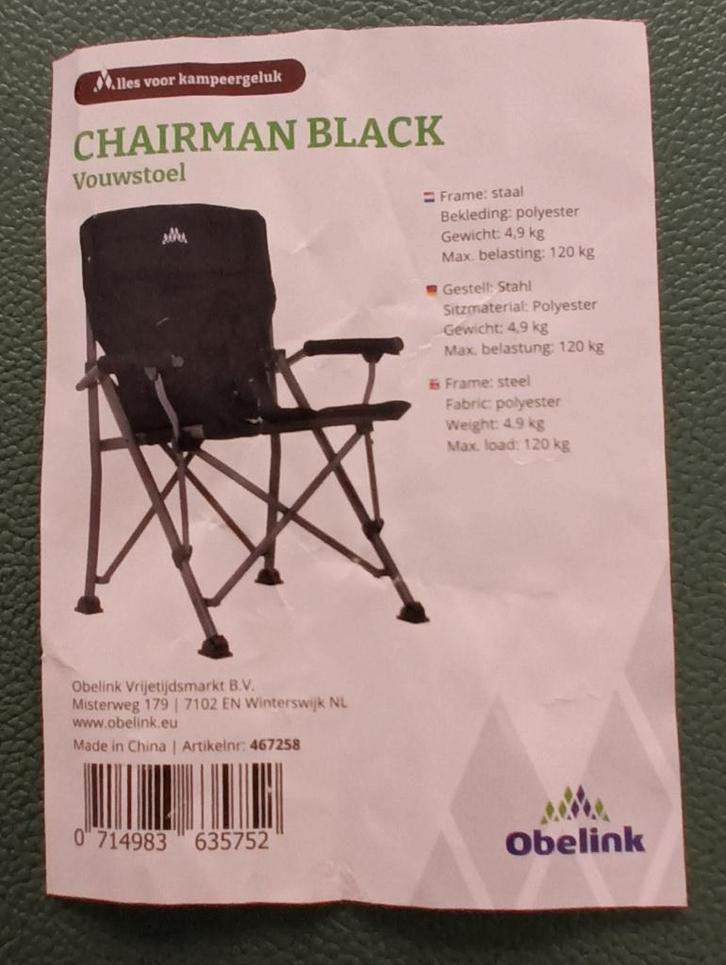 Alles voor kampeergeluk
CHAIRMAN BLACK
Vouwstoel
Frame: staal
Bekleding: polyester
Gewicht: 4,9 kg
Max. belasting: 120 kg
Gestell: Stahl
Sitzmaterial: Polyester
Gewicht: 4,9 kg
Max. belastung: 120 kg
Frame: steel
Fabric: polyester
Weight: 4.9 kg
Max. load: 120 kg
Obelink Vrijetijdsmarkt B.V.
Misterweg 179 | 7102 EN Winterswijk NL
www.obelink.eu
Made in China | Artikelnr: 467258
0 714983 635752
Obelink